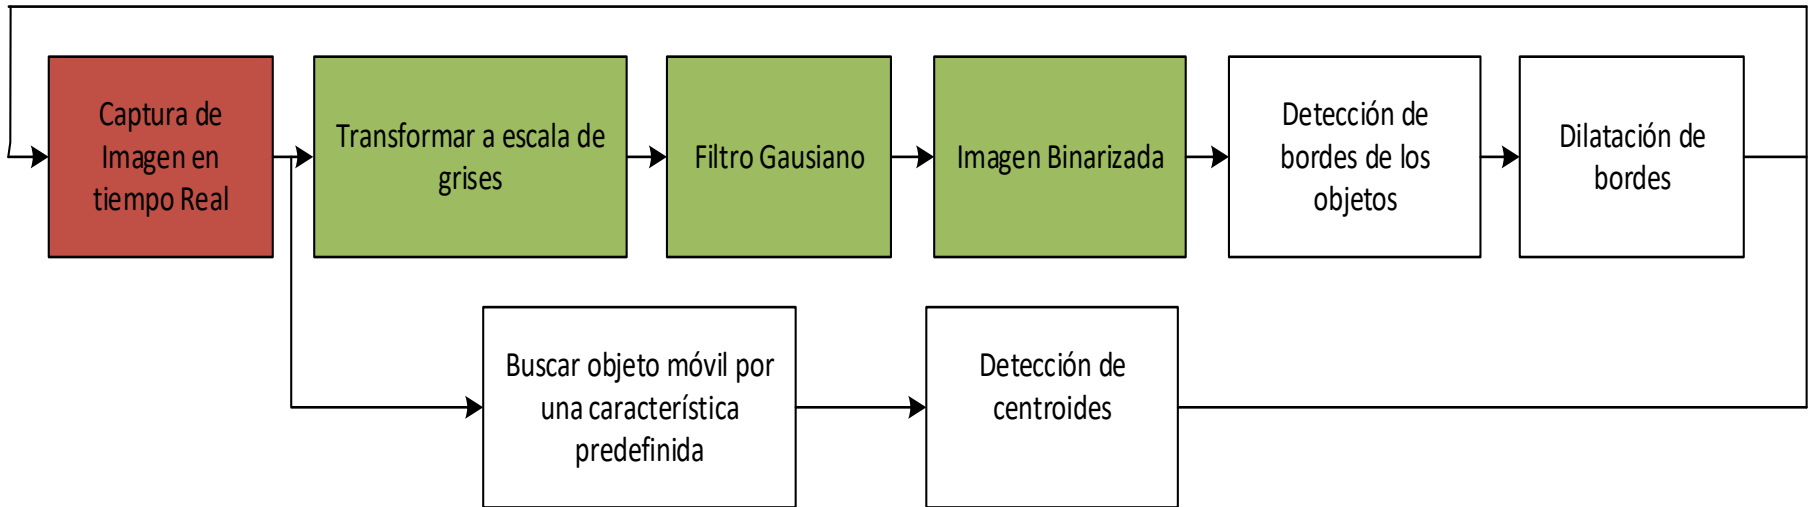 Captura de
Imagen en
tiempo Real
Transformar a escala de
grises
Filtro Gausiano
Imagen Binarizada
Detección de
bordes de los
objetos
Dilatación de
bordes
Buscar objeto móvil por
una característica
predefinida
Detección de
centroides